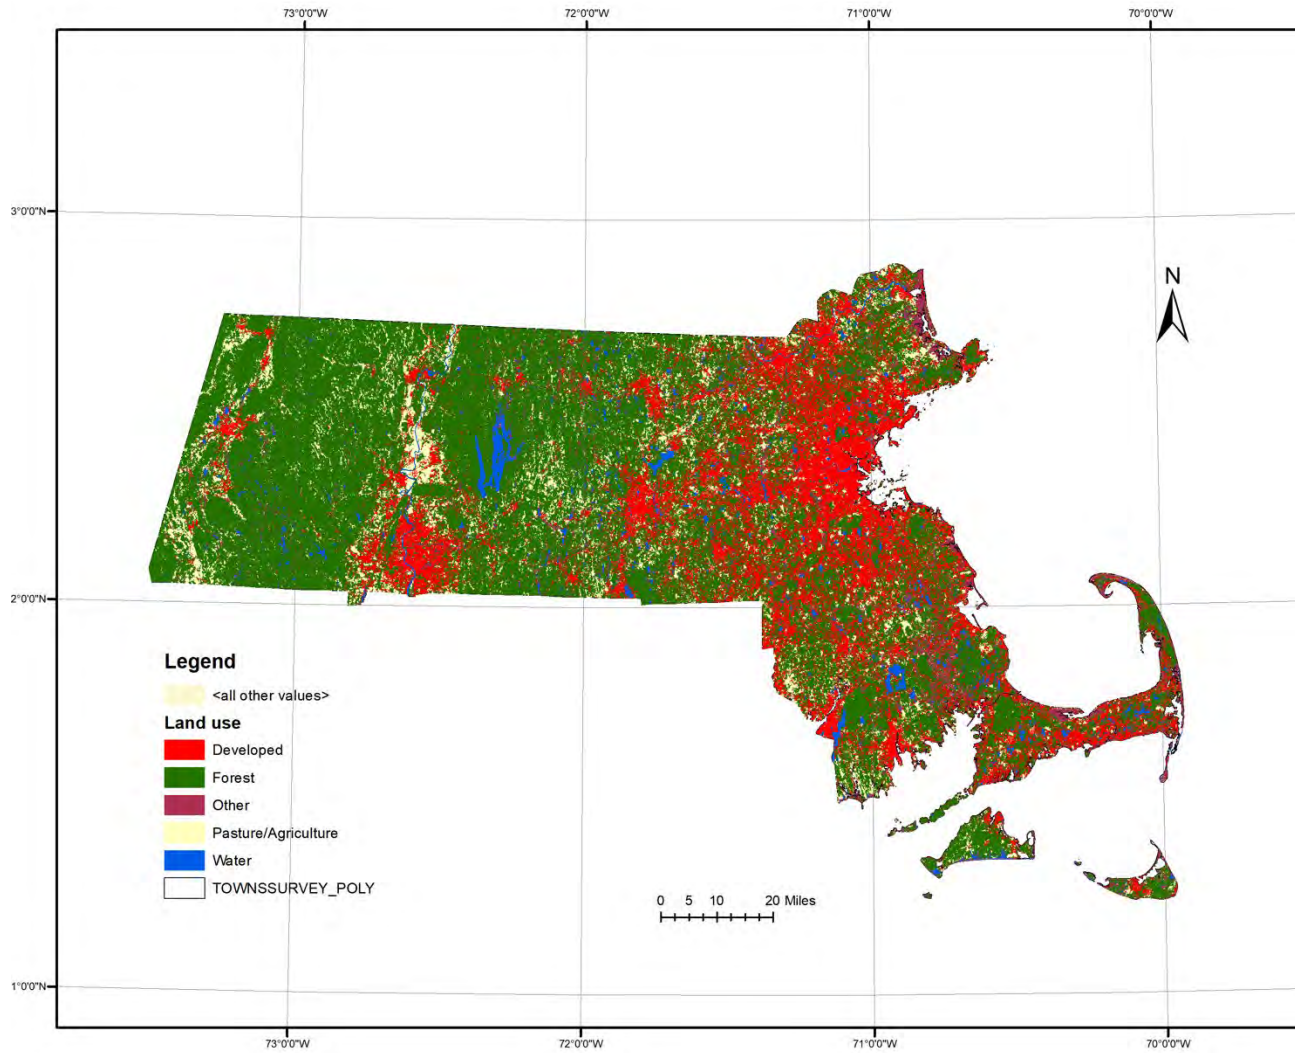 73°0'0"W 72°0'0"W 71°0'0"W 70°0'0"W
3°0'0"N
N
2°0'0"N
Legend
<all other values>
Land use
Developed
Forest
Other
Pasture/Agriculture
Water
TOWNSSURVEY_POLY
0 5 10 20 Miles
1°0'0"N
73°0'0"W 72°0'0"W 71°0'0"W 70°0'0"W